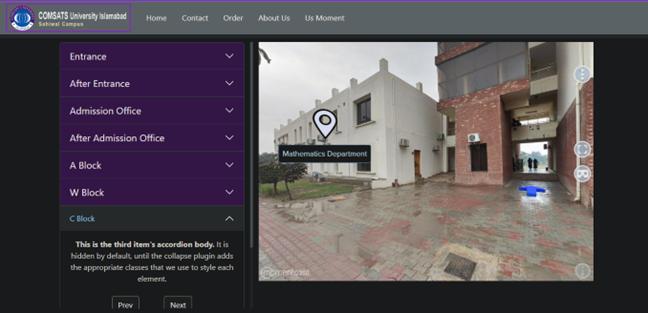 COMSATS University Islamabad
Sahiwal Campus
Home
Contact
Order
About Us
Us Moment
Entrance
After Entrance
Admission Office
After Admission Office
A Block
W Block
C Block
This is the third item's accordion body. It is
hidden by default, until the collapse plugin adds
the appropriate classes that we use to style each
element.
Prev
Next
Mathematics Department